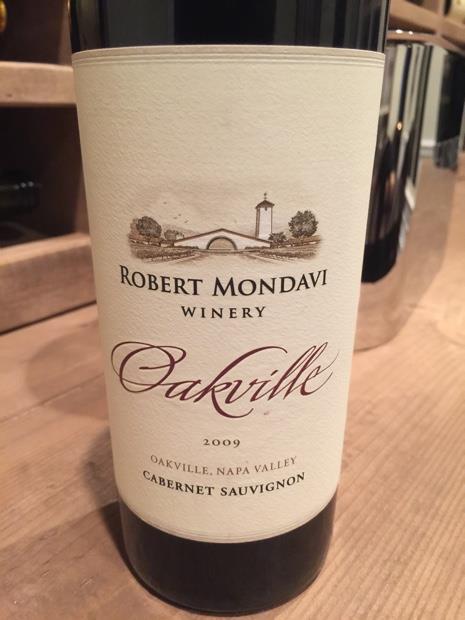 ROBERT MONDAVI
WINERY
Oakville
2009
OAKVILLE, NAPA VALLEY
CABERNET SAUVIGNON